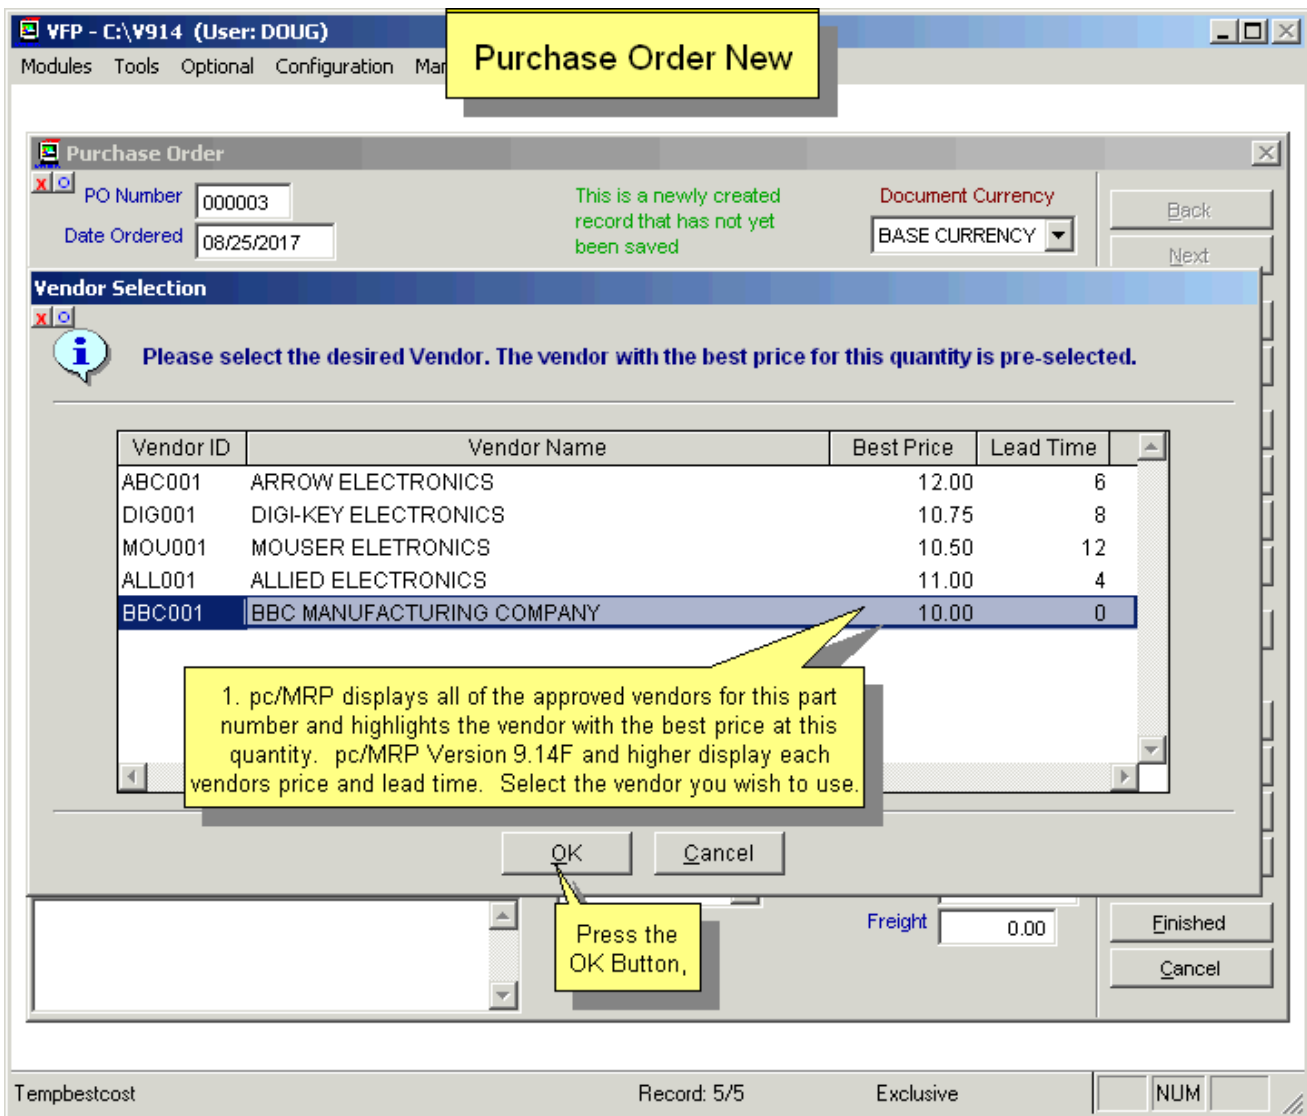 VFP - C:\V914 (User: DOUG)
Purchase Order New
Modules Tools Optional Configuration Mar
Purchase Order
PO Number 000003
Date Ordered 08/25/2017
This is a newly created
record that has not yet
been saved
Document Currency
BASE CURRENCY
Back
Next
Vendor Selection
Please select the desired Vendor. The vendor with the best price for this quantity is pre-selected.
Vendor ID Vendor Name Best Price Lead Time
ABC001 ARROW ELECTRONICS 12.00 6
DIG001 DIGI-KEY ELECTRONICS 10.75 8
MOU001 MOUSER ELETRONICS 10.50 12
ALL001 ALLIED ELECTRONICS 11.00 4
BBC001 BBC MANUFACTURING COMPANY 10.00 0
1. pc/MRP displays all of the approved vendors for this part
number and highlights the vendor with the best price at this
quantity. pc/MRP Version 9.14F and higher display each
vendors price and lead time. Select the vendor you wish to use.
OK Cancel
Press the
OK Button,
Freight 0.00
Finished
Cancel
Tempbestcost Record: 5/5 Exclusive NUM